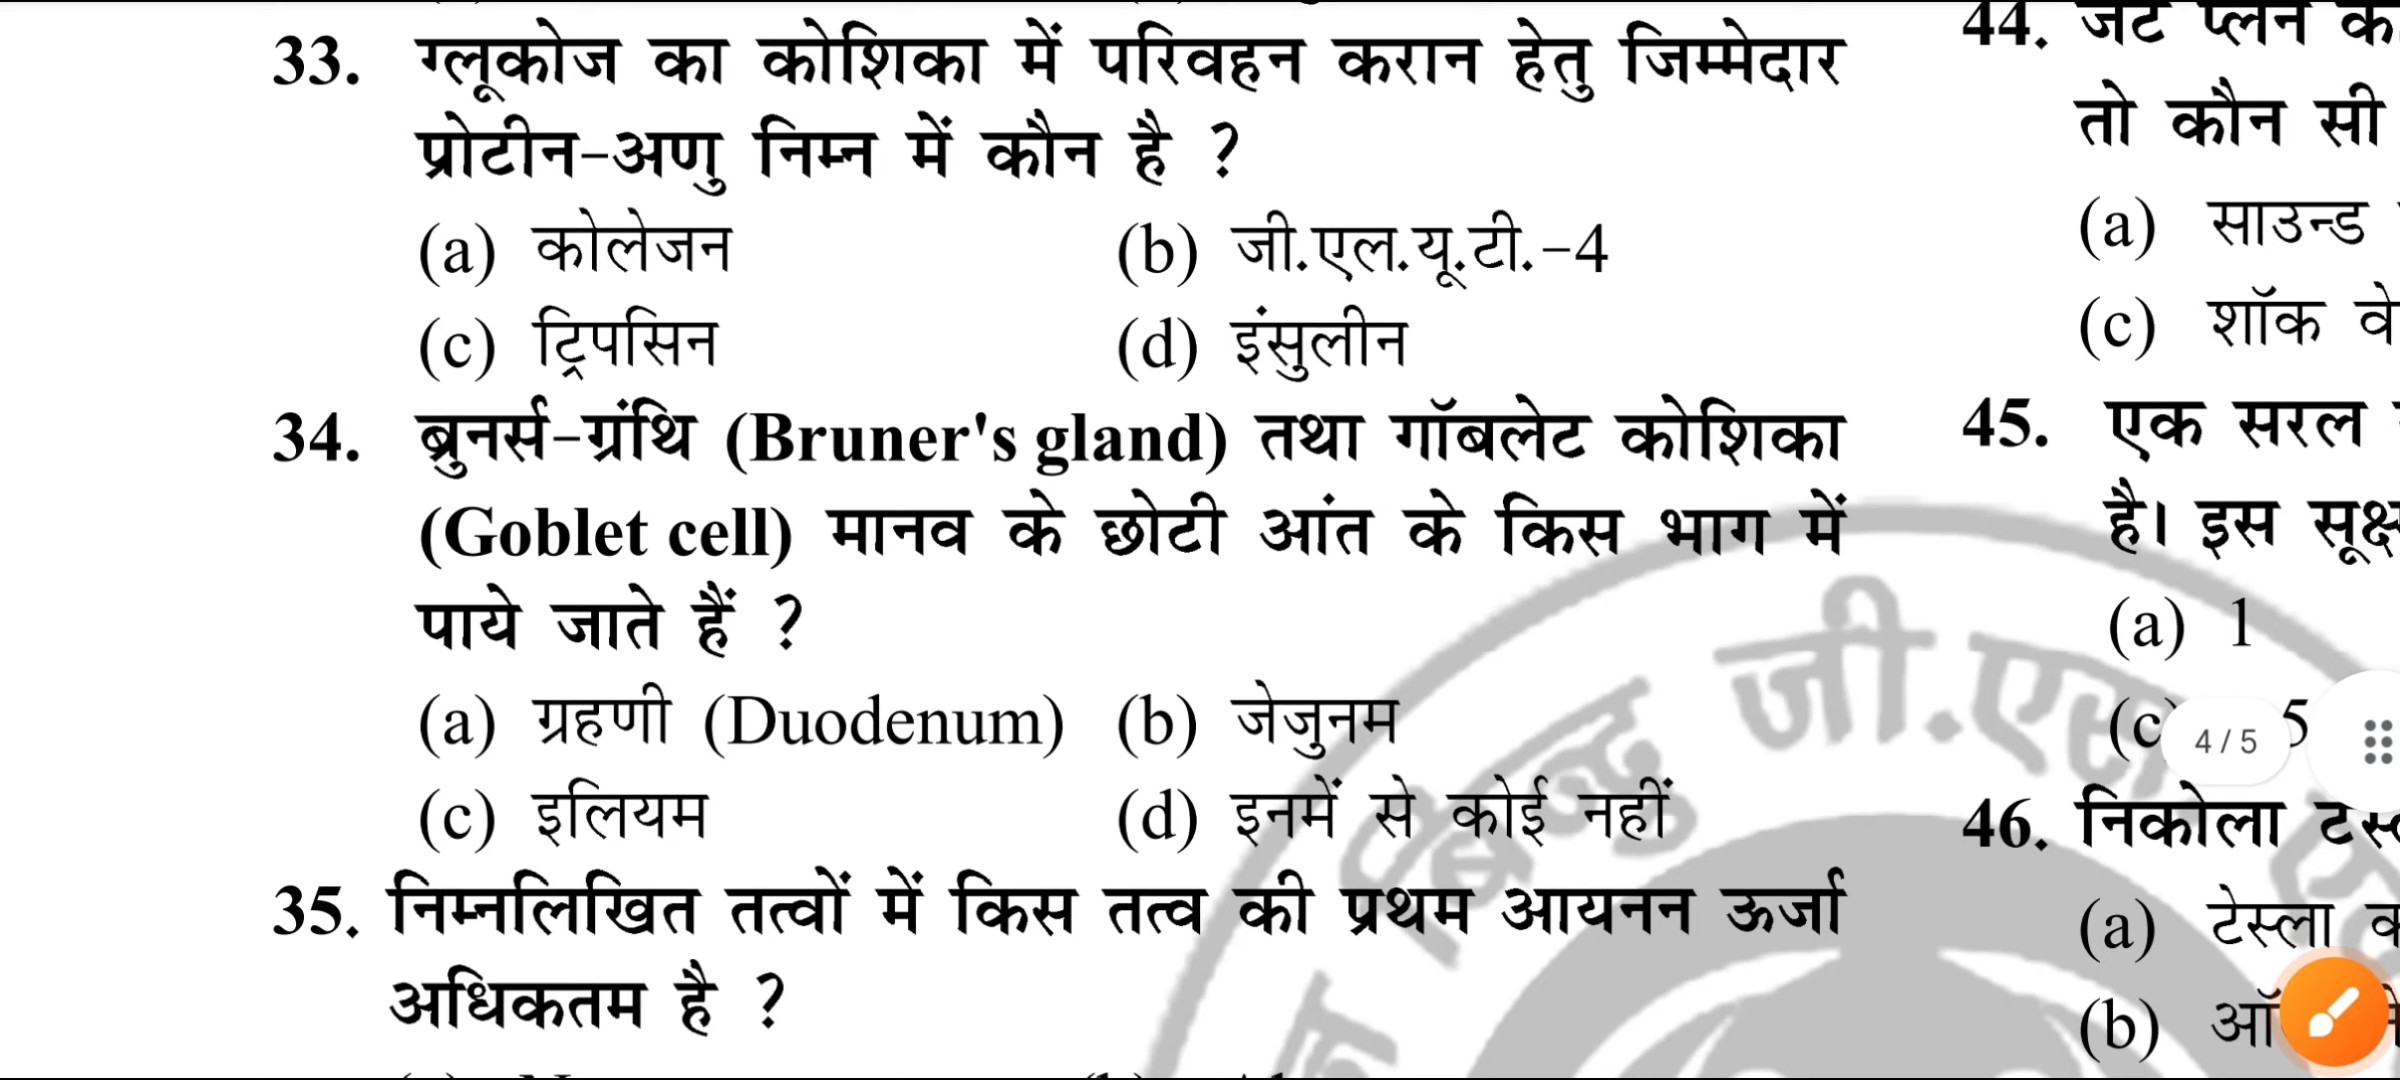 33. ग्लूकोज का कोशिका में परिवहन करान हेतु जिम्मेदार
प्रोटीन-अणु निम्न में कौन है ?
(a) कोलेजन (b) जी.एल.यू.टी.-4
(c) ट्रिपसिन (d) इंसुलीन
34. ब्रुनर्स-ग्रंथि (Bruner's gland) तथा गॉबलेट कोशिका
(Goblet cell) मानव के छोटी आंत के किस भाग में
पाये जाते हैं ?
(a) ग्रहणी (Duodenum) (b) जेजुनम
(c) इलियम (d) इनमें से कोई नहीं
35. निम्नलिखित तत्वों में किस तत्व की प्रथम आयनन ऊर्जा
अधिकतम है ?
44. जेट प्लेन
तो कौन सी
(a) साउन्ड
(c) शॉक
45. एक सरल
है। इस
(a) 1
(c) 5
46. निकोला
(a) टेस्ला
(b)
4 / 5
जी.एस.